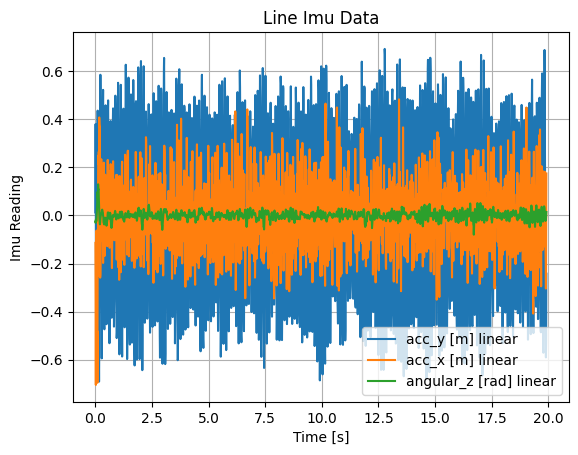 Line Imu Data
Imu Reading
0.6
0.4
0.2
0.0
−0.2
−0.4
−0.6
acc_y [m] linear
acc_x [m] linear
angular_z [rad] linear
0.0 2.5 5.0 7.5 10.0 12.5 15.0 17.5 20.0
Time [s]